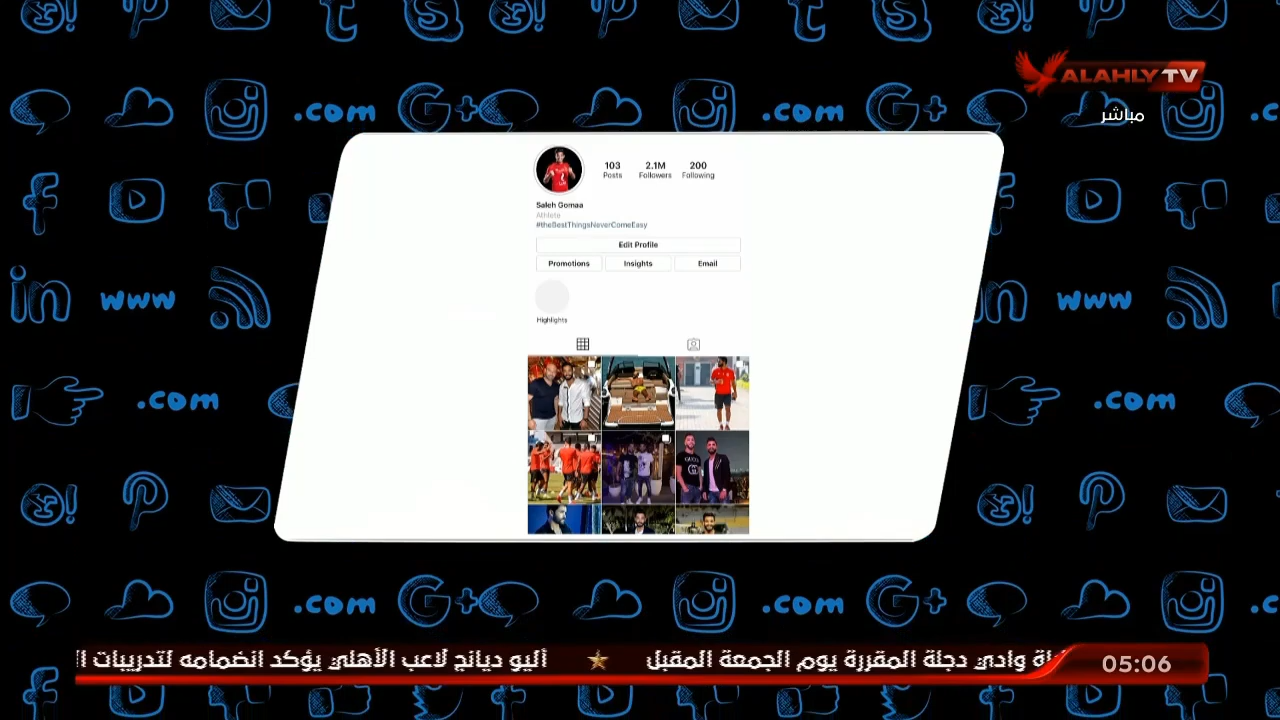 ALAHLY TV
مباشر
.com
.com
103 2.1M 200
Posts Followers Following
Saleh Gomaa
Athlete
#theBestThingsNeverComeEasy
Edit Profile
Promotions Insights Email
www
www
Highlights
.com
.com
GUCCI
.com
.com
وادي دجلة المقررة يوم الجمعة المقبل
أليو ديانج لاعب الأهلي يؤكد انضمامه لتدريبات
05:06